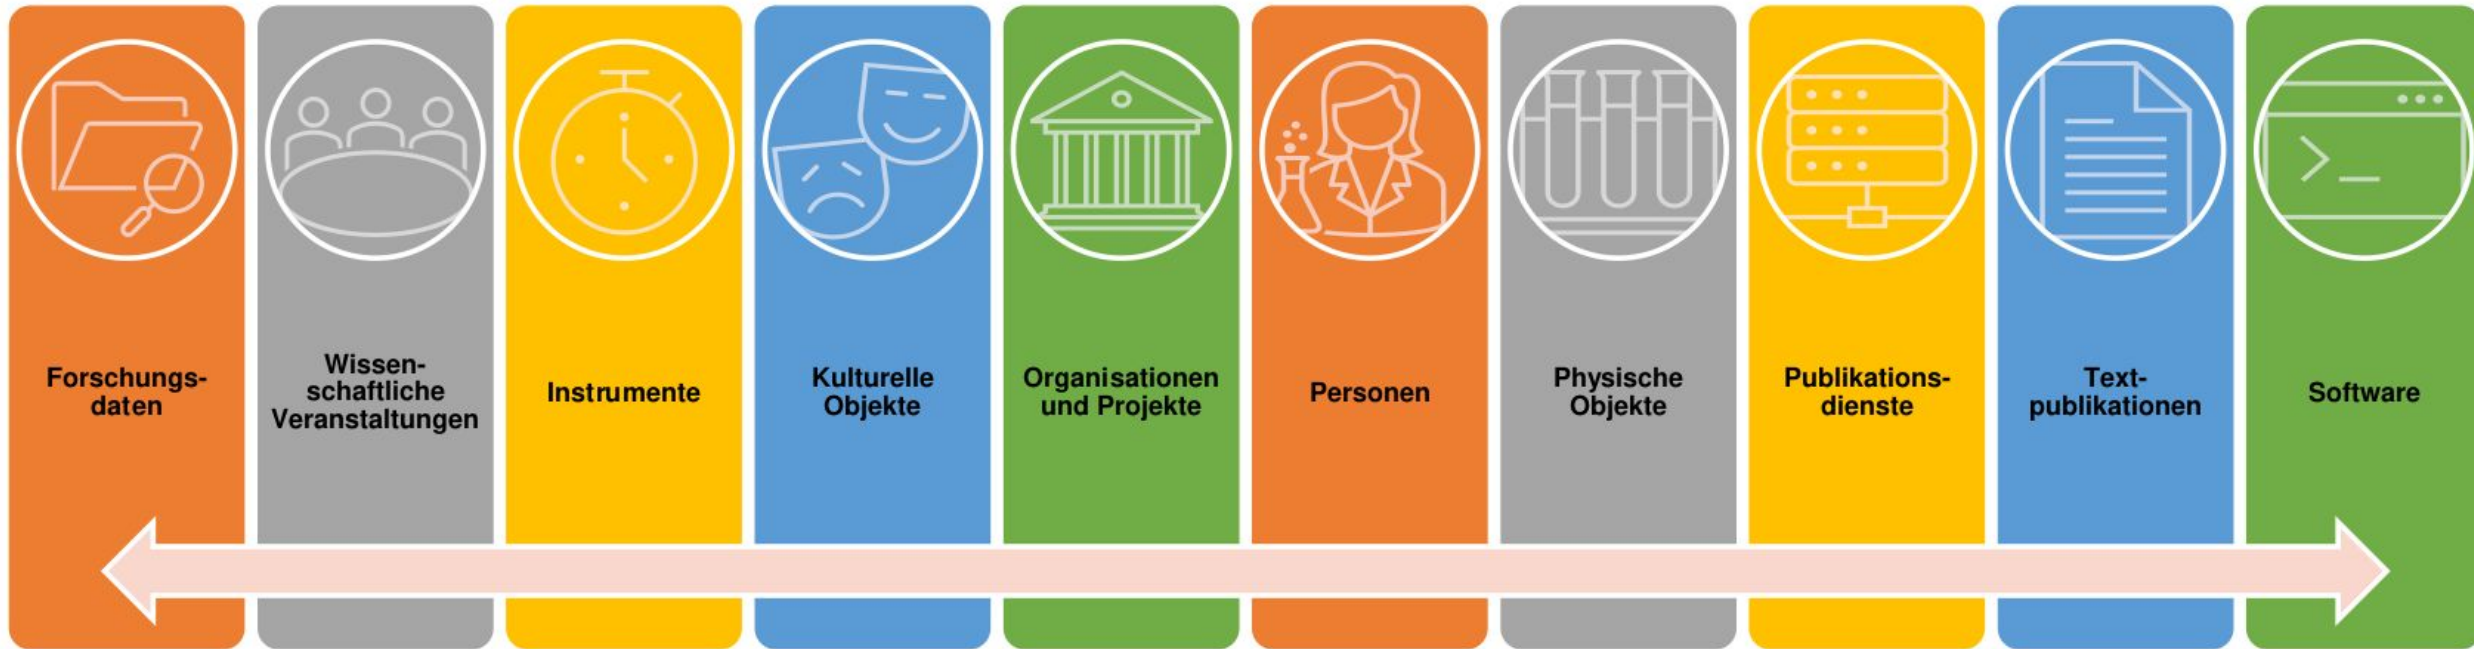 Forschungs-
daten
Wissen-
schaftliche
Veranstaltungen
Instrumente
Kulturelle
Objekte
Organisationen
und Projekte
Personen
Physische
Objekte
Publikations-
dienste
Text-
publikationen
Software